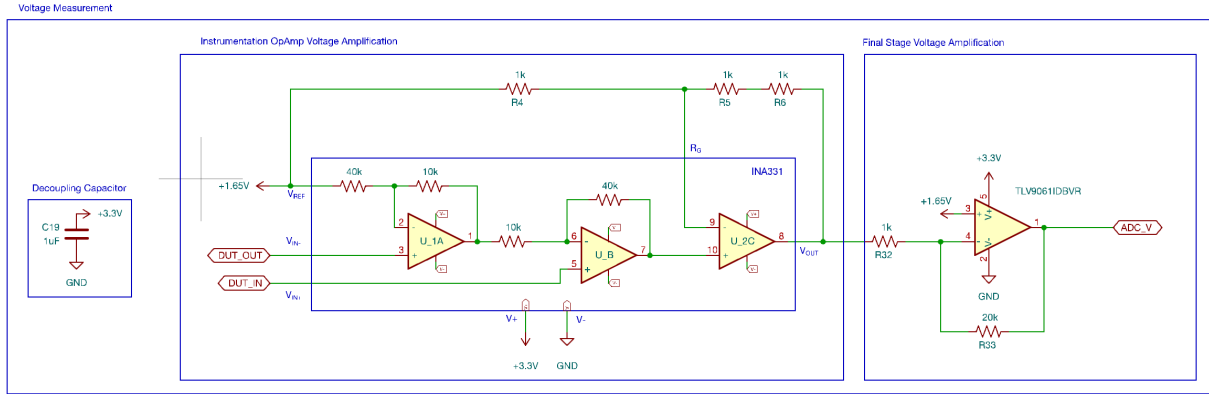 Voltage Measurement
Instrumentation OpAmp Voltage Amplification
Final Stage Voltage Amplification
1k
R4
1k
R5
1k
R6
RG
INA331
+1.65V
VREF
40k
10k
40k
10k
2
3
1
U_1A
V+
V-
6
5
7
U_B
V+
V-
9
10
8
U_2C
V+
V-
VIN-
DUT_OUT
DUT_IN
VIN+
VOUT
V+
V-
+3.3V
GND
Decoupling Capacitor
C19
1uF
+3.3V
GND
+3.3V
TLV9061IDBVR
+1.65V
1k
R32
3
4
5
V+
V-
2
1
ADC_V
GND
20k
R33